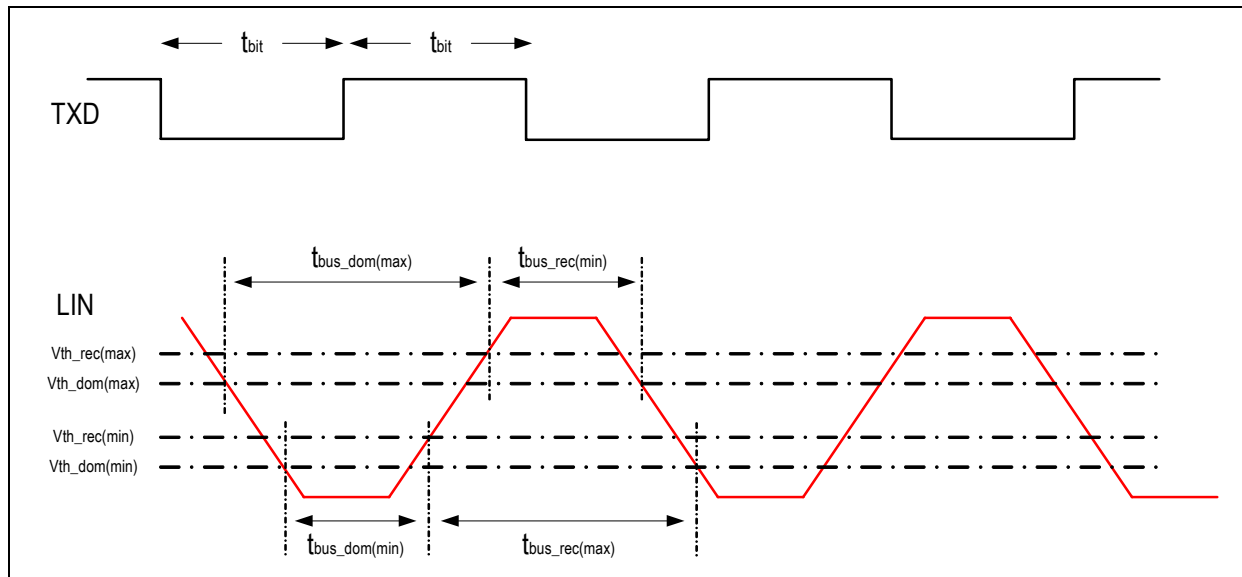 tbit tbit
TXD
tbus_dom(max) tbus_rec(min)
LIN
Vth_rec(max)
Vth_dom(max)
Vth_rec(min)
Vth_dom(min)
tbus_dom(min) tbus_rec(max)